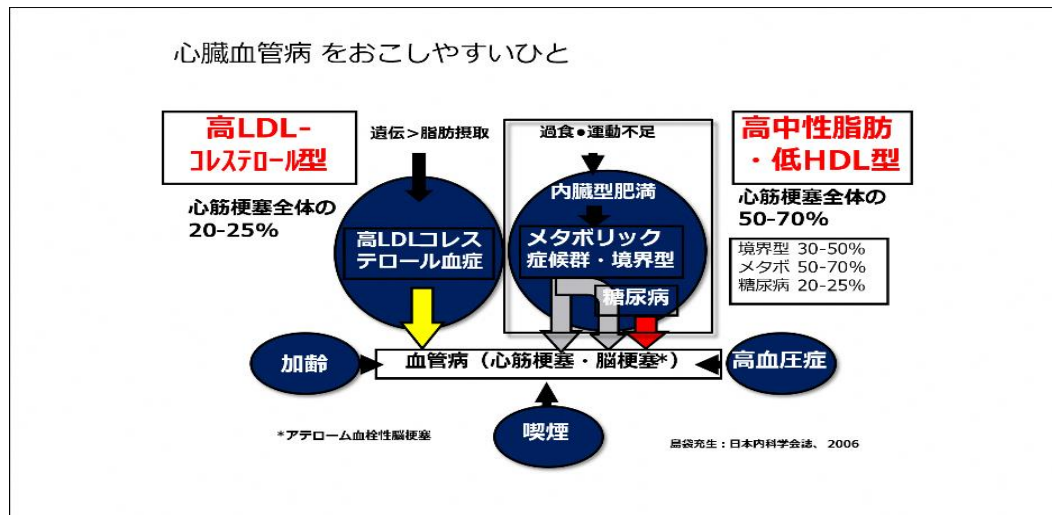 心臓血管病 をおこしやすいひと
高LDL-
ｺﾚｽﾃﾛｰﾙ型
心筋梗塞全体の
20-25%
遺伝>脂肪摂取
高LDLコレス
テロール血症
過食●運動不足
内臓型肥満
メタボリック
症候群・境界型
糖尿病
高中性脂肪
・低HDL型
心筋梗塞全体の
50-70%
境界型 30-50%
メタボ 50-70%
糖尿病 20-25%
加齢
血管病（心筋梗塞・脳梗塞*）
高血圧症
喫煙
*アテローム血栓性脳梗塞
島袋充生：日本内科学会誌、2006